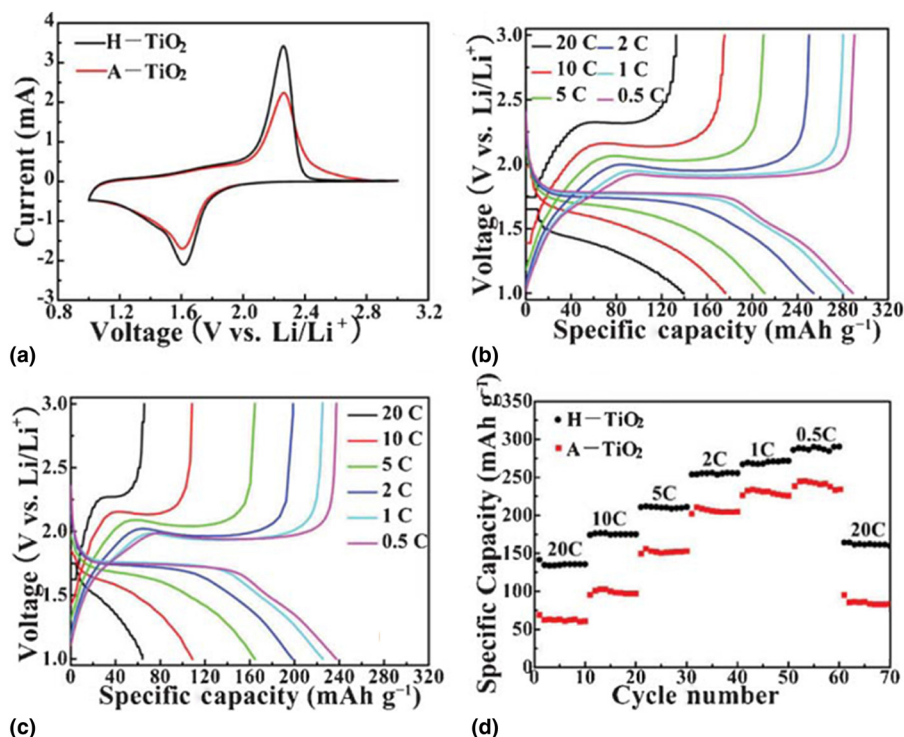 H—TiO₂
A—TiO₂
Current (mA)
4
3
2
1
0
-1
-2
-3
0.8 1.2 1.6 2.0 2.4 2.8 3.2
Voltage (V vs. Li/Li⁺)
(a)
20 C 2 C
10 C 1 C
5 C 0.5 C
Voltage (V vs. Li/Li⁺)
3.0
2.5
2.0
1.5
1.0
0 40 80 120 160 200 240 280 320
Specific capacity (mAh g⁻¹)
(b)
20 C
10 C
5 C
2 C
1 C
0.5 C
Voltage (V vs. Li/Li⁺)
3.0
2.5
2.0
1.5
1.0
0 40 80 120 160 200 240 280 320
Specific capacity (mAh g⁻¹)
(c)
H—TiO₂
A—TiO₂
20C
10C
5C
2C
1C
0.5C
20C
Specific Capacity (mAh g⁻¹)
350
300
250
200
150
100
50
0
0 10 20 30 40 50 60 70
Cycle number
(d)